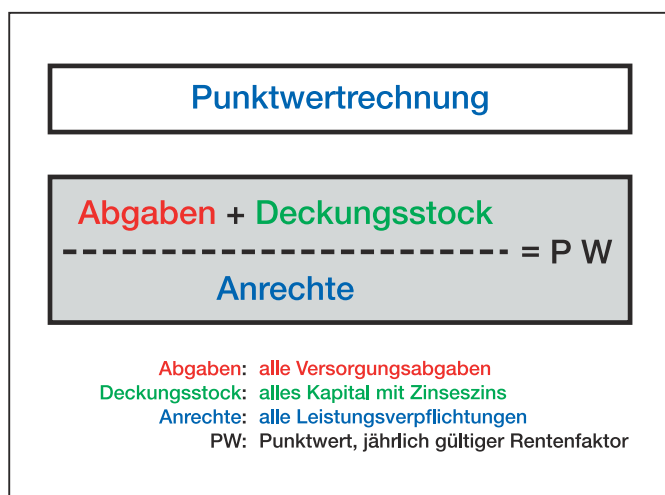 Punktwertrechnung
Abgaben + Deckungsstock
= P W
Anrechte
Abgaben: alle Versorgungsabgaben
Deckungsstock: alles Kapital mit Zinseszins
Anrechte: alle Leistungsverpflichtungen
PW: Punktwert, jährlich gültiger Rentenfaktor